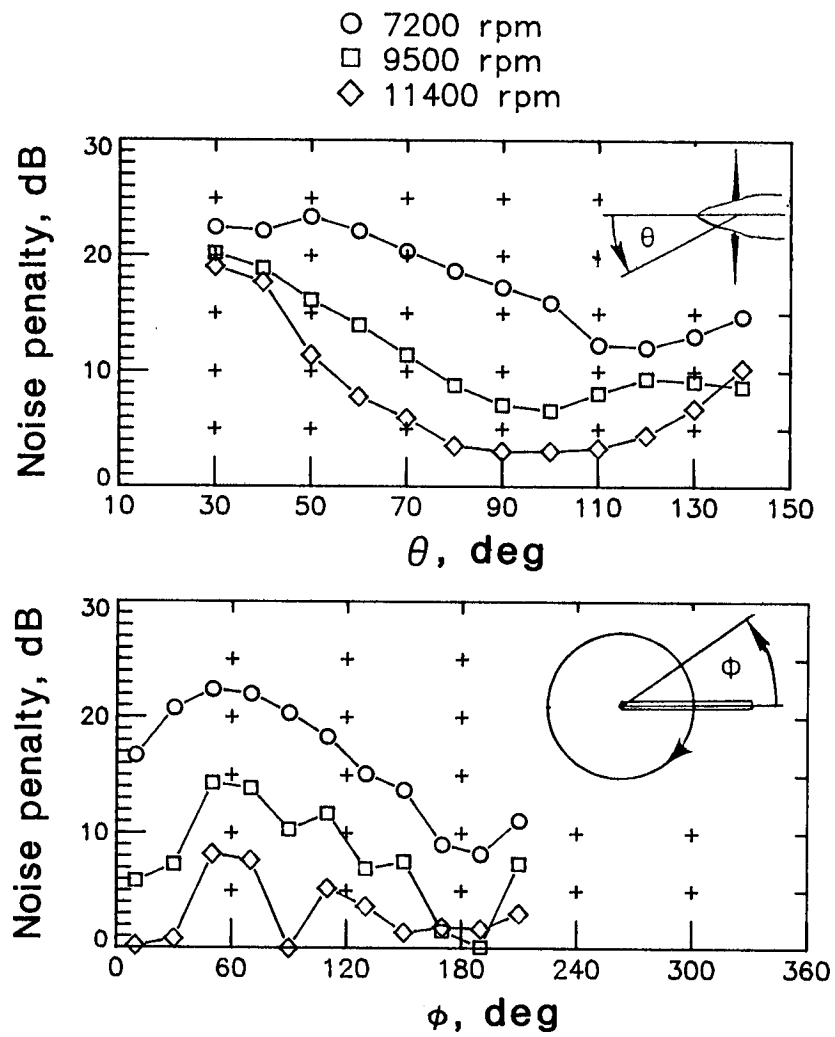 7200 rpm
9500 rpm
11400 rpm
Noise penalty, dB
30
20
10
0
θ
10 30 50 70 90 110 130 150
θ, deg
Noise penalty, dB
30
20
10
0
ϕ
0 60 120 180 240 300 360
ϕ, deg